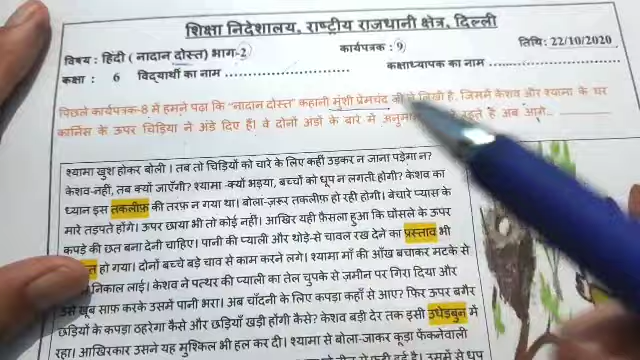 शिक्षा निदेशालय, राष्ट्रीय राजधानी क्षेत्र, दिल्ली
विषय : हिंदी (नादान दोस्त) भाग-2 कार्यपत्रक : 9 तिथि: 22/10/2020
कक्षा : 6 विद्यार्थी का नाम .............................. कक्षाध्यापक का नाम ........................
पिछले कार्यपत्रक-8 में हमने पढ़ा कि "नादान दोस्त" कहानी मुंशी प्रेमचंद लिखी है, जिसमें केशव और श्यामा के घर
कार्निस के ऊपर चिड़िया ने अंडे दिए हैं। वे दोनों अंडों के बारे में रहते हैं अब आगे...
श्यामा खुश होकर बोली। तब तो चिड़ियों को चारे के लिए कहीं उड़कर न जाना पड़ेगा न?
केशव-नहीं, तब क्यों जाएँगी? श्यामा -क्यों भइया, बच्चों को धूप न लगती होगी? केशव का
ध्यान इस तकलीफ़ की तरफ़ न गया था। बोला-ज़रूर तकलीफ़ हो रही होगी। बेचारे प्यास के
मारे तड़पते होंगे। ऊपर छाया भी तो कोई नहीं। आखिर यही फ़ैसला हुआ कि घोंसले के ऊपर
कपड़े की छत बना देनी चाहिए। पानी की प्याली और थोड़े-से चावल रख देने का प्रस्ताव भी
हो गया। दोनों बच्चे बड़े चाव से काम करने लगे। श्यामा माँ की आँख बचाकर मटके से
निकाल लाई। केशव ने पत्थर की प्याली का तेल चुपके से ज़मीन पर गिरा दिया और
उसे खूब साफ़ करके उसमें पानी भरा। अब चाँदनी के लिए कपड़ा कहाँ से आए? फिर ऊपर बगैर
छड़ियों के कपड़ा ठहरेगा कैसे और छड़ियाँ खड़ी होंगी कैसे? केशव बड़ी देर तक इसी उधेड़बुन में
रहा। आखिरकार उसने यह मुश्किल भी हल कर दी। श्यामा से बोला-जाकर कूड़ा फेंकनेवाली